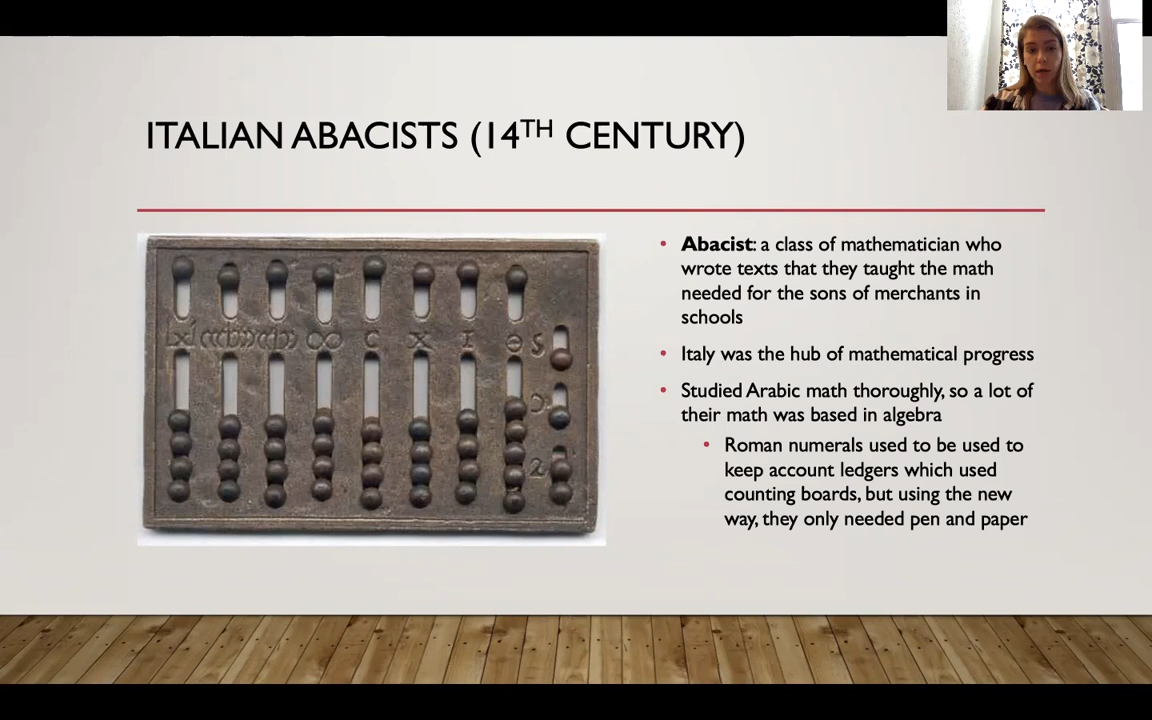 ITALIAN ABACISTS (14TH CENTURY)
Abacist: a class of mathematician who
wrote texts that they taught the math
needed for the sons of merchants in
schools
Italy was the hub of mathematical progress
Studied Arabic math thoroughly, so a lot of
their math was based in algebra
Roman numerals used to be used to
keep account ledgers which used
counting boards, but using the new
way, they only needed pen and paper
C X I